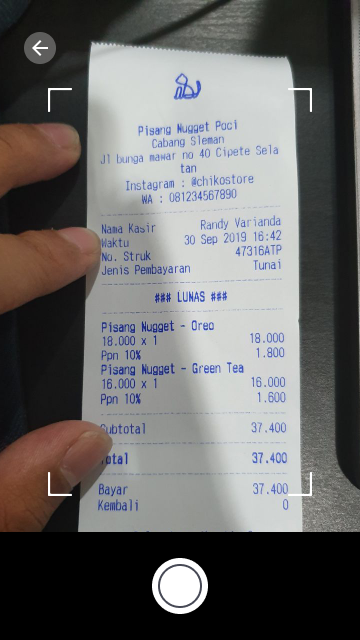 Pisang Nugget Poci
Cabang Sleman
Jl bunga mawar no 40 Cipete Sela
tan
Instagram : @chikostore
WA : 081234567890
Nama Kasir Randy Varianda
Waktu 30 Sep 2019 16:42
No. Struk 47316ATP
Jenis Pembayaran Tunai
### LUNAS ###
Pisang Nugget - Oreo
18.000 x 1 18.000
Ppn 10% 1.800
Pisang Nugget - Green Tea
16.000 x 1 16.000
Ppn 10% 1.600
Subtotal 37.400
Total 37.400
Bayar 37.400
Kembali 0